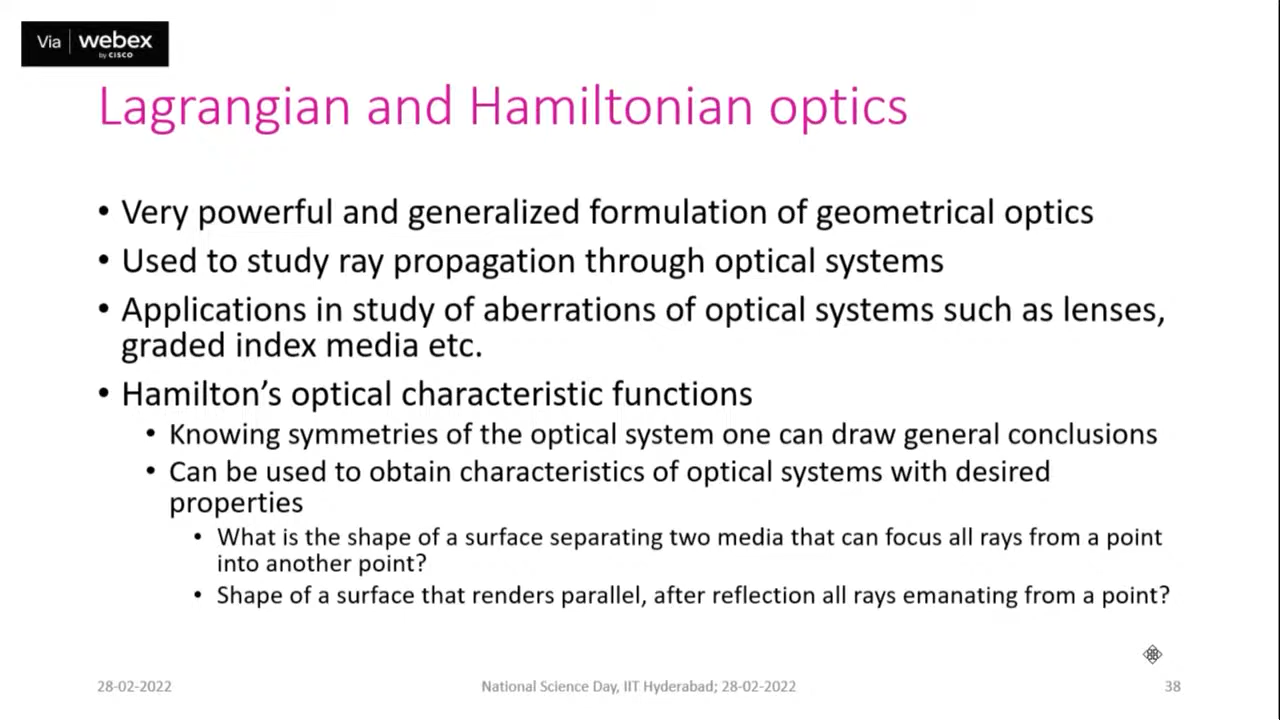 Via | webex
by CISCO
Lagrangian and Hamiltonian optics
• Very powerful and generalized formulation of geometrical optics
• Used to study ray propagation through optical systems
• Applications in study of aberrations of optical systems such as lenses,
graded index media etc.
• Hamilton’s optical characteristic functions
• Knowing symmetries of the optical system one can draw general conclusions
• Can be used to obtain characteristics of optical systems with desired
properties
• What is the shape of a surface separating two media that can focus all rays from a point
into another point?
• Shape of a surface that renders parallel, after reflection all rays emanating from a point?
28-02-2022
National Science Day, IIT Hyderabad; 28-02-2022
38